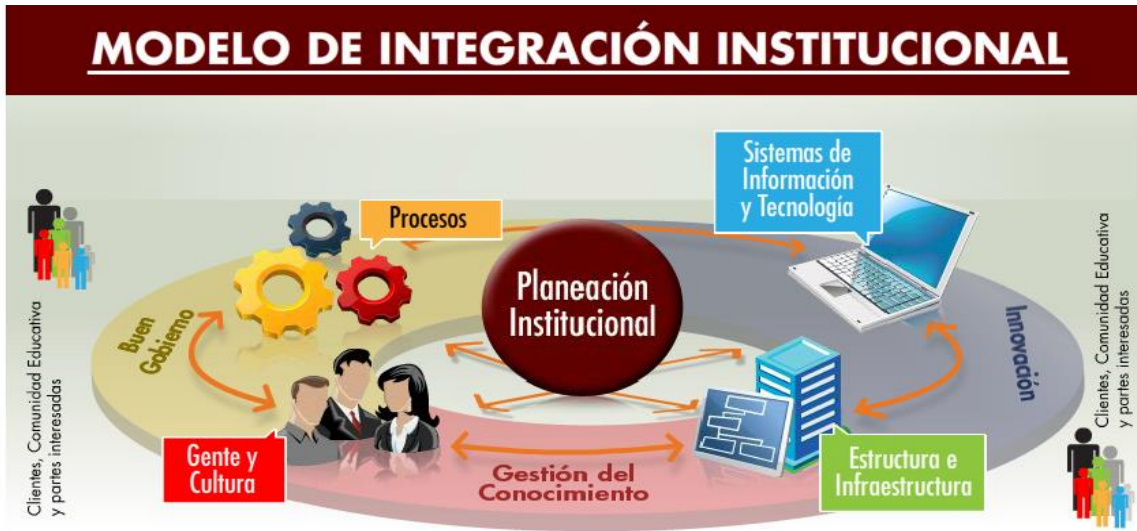 MODELO DE INTEGRACIÓN INSTITUCIONAL
Sistemas de
Información
y Tecnología
Procesos
Planeación
Institucional
Buen
Gobierno
Innovación
Clientes, Comunidad Educativa
y partes interesadas
Clientes, Comunidad Educativa
y partes interesadas
Gente y
Cultura
Gestión del
Conocimiento
Estructura e
Infraestructura